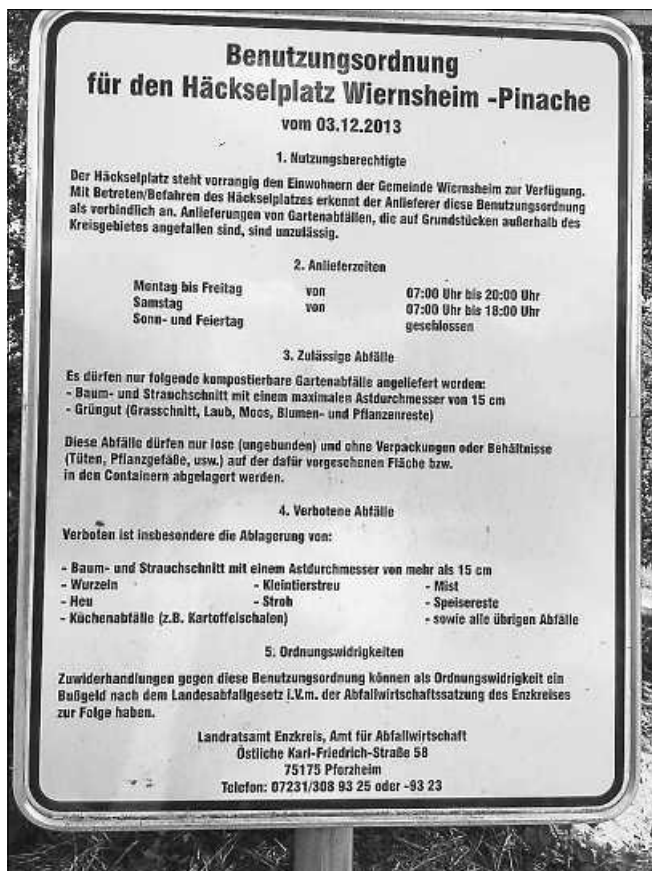 Benutzungsordnung
für den Häckselplatz Wiernsheim -Pinache
vom 03.12.2013
1. Nutzungsberechtigte
Der Häckselplatz steht vorrangig den Einwohnern der Gemeinde Wiernsheim zur Verfügung.
Mit Betreten/Befahren des Häckselplatzes erkennt der Anlieferer diese Benutzungsordnung
als verbindlich an. Anlieferungen von Gartenabfällen, die auf Grundstücken außerhalb des
Kreisgebietes angefallen sind, sind unzulässig.
2. Anlieferzeiten
Montag bis Freitag von 07:00 Uhr bis 20:00 Uhr
Samstag von 07:00 Uhr bis 18:00 Uhr
Sonn- und Feiertag geschlossen
3. Zulässige Abfälle
Es dürfen nur folgende kompostierbare Gartenabfälle angeliefert werden:
- Baum- und Strauchschnitt mit einem maximalen Astdurchmesser von 15 cm
- Grüngut (Grasschnitt, Laub, Moos, Blumen- und Pflanzenreste)
Diese Abfälle dürfen nur lose (ungebunden) und ohne Verpackungen oder Behältnisse
(Tüten, Pflanzgefäße, usw.) auf der dafür vorgesehenen Fläche bzw.
in den Containern abgelagert werden.
4. Verbotene Abfälle
Verboten ist insbesondere die Ablagerung von:
- Baum- und Strauchschnitt mit einem Astdurchmesser von mehr als 15 cm
- Wurzeln - Kleintierstreu - Mist
- Heu - Stroh - Speisereste
- Küchenabfälle (z.B. Kartoffelschalen) - sowie alle übrigen Abfälle
5. Ordnungswidrigkeiten
Zuwiderhandlungen gegen diese Benutzungsordnung können als Ordnungswidrigkeit ein
Bußgeld nach dem Landesabfallgesetz i.V.m. der Abfallwirtschaftssatzung des Enzkreises
zur Folge haben.
Landratsamt Enzkreis, Amt für Abfallwirtschaft
Östliche Karl-Friedrich-Straße 58
75175 Pforzheim
Telefon: 07231/308 93 25 oder -93 23